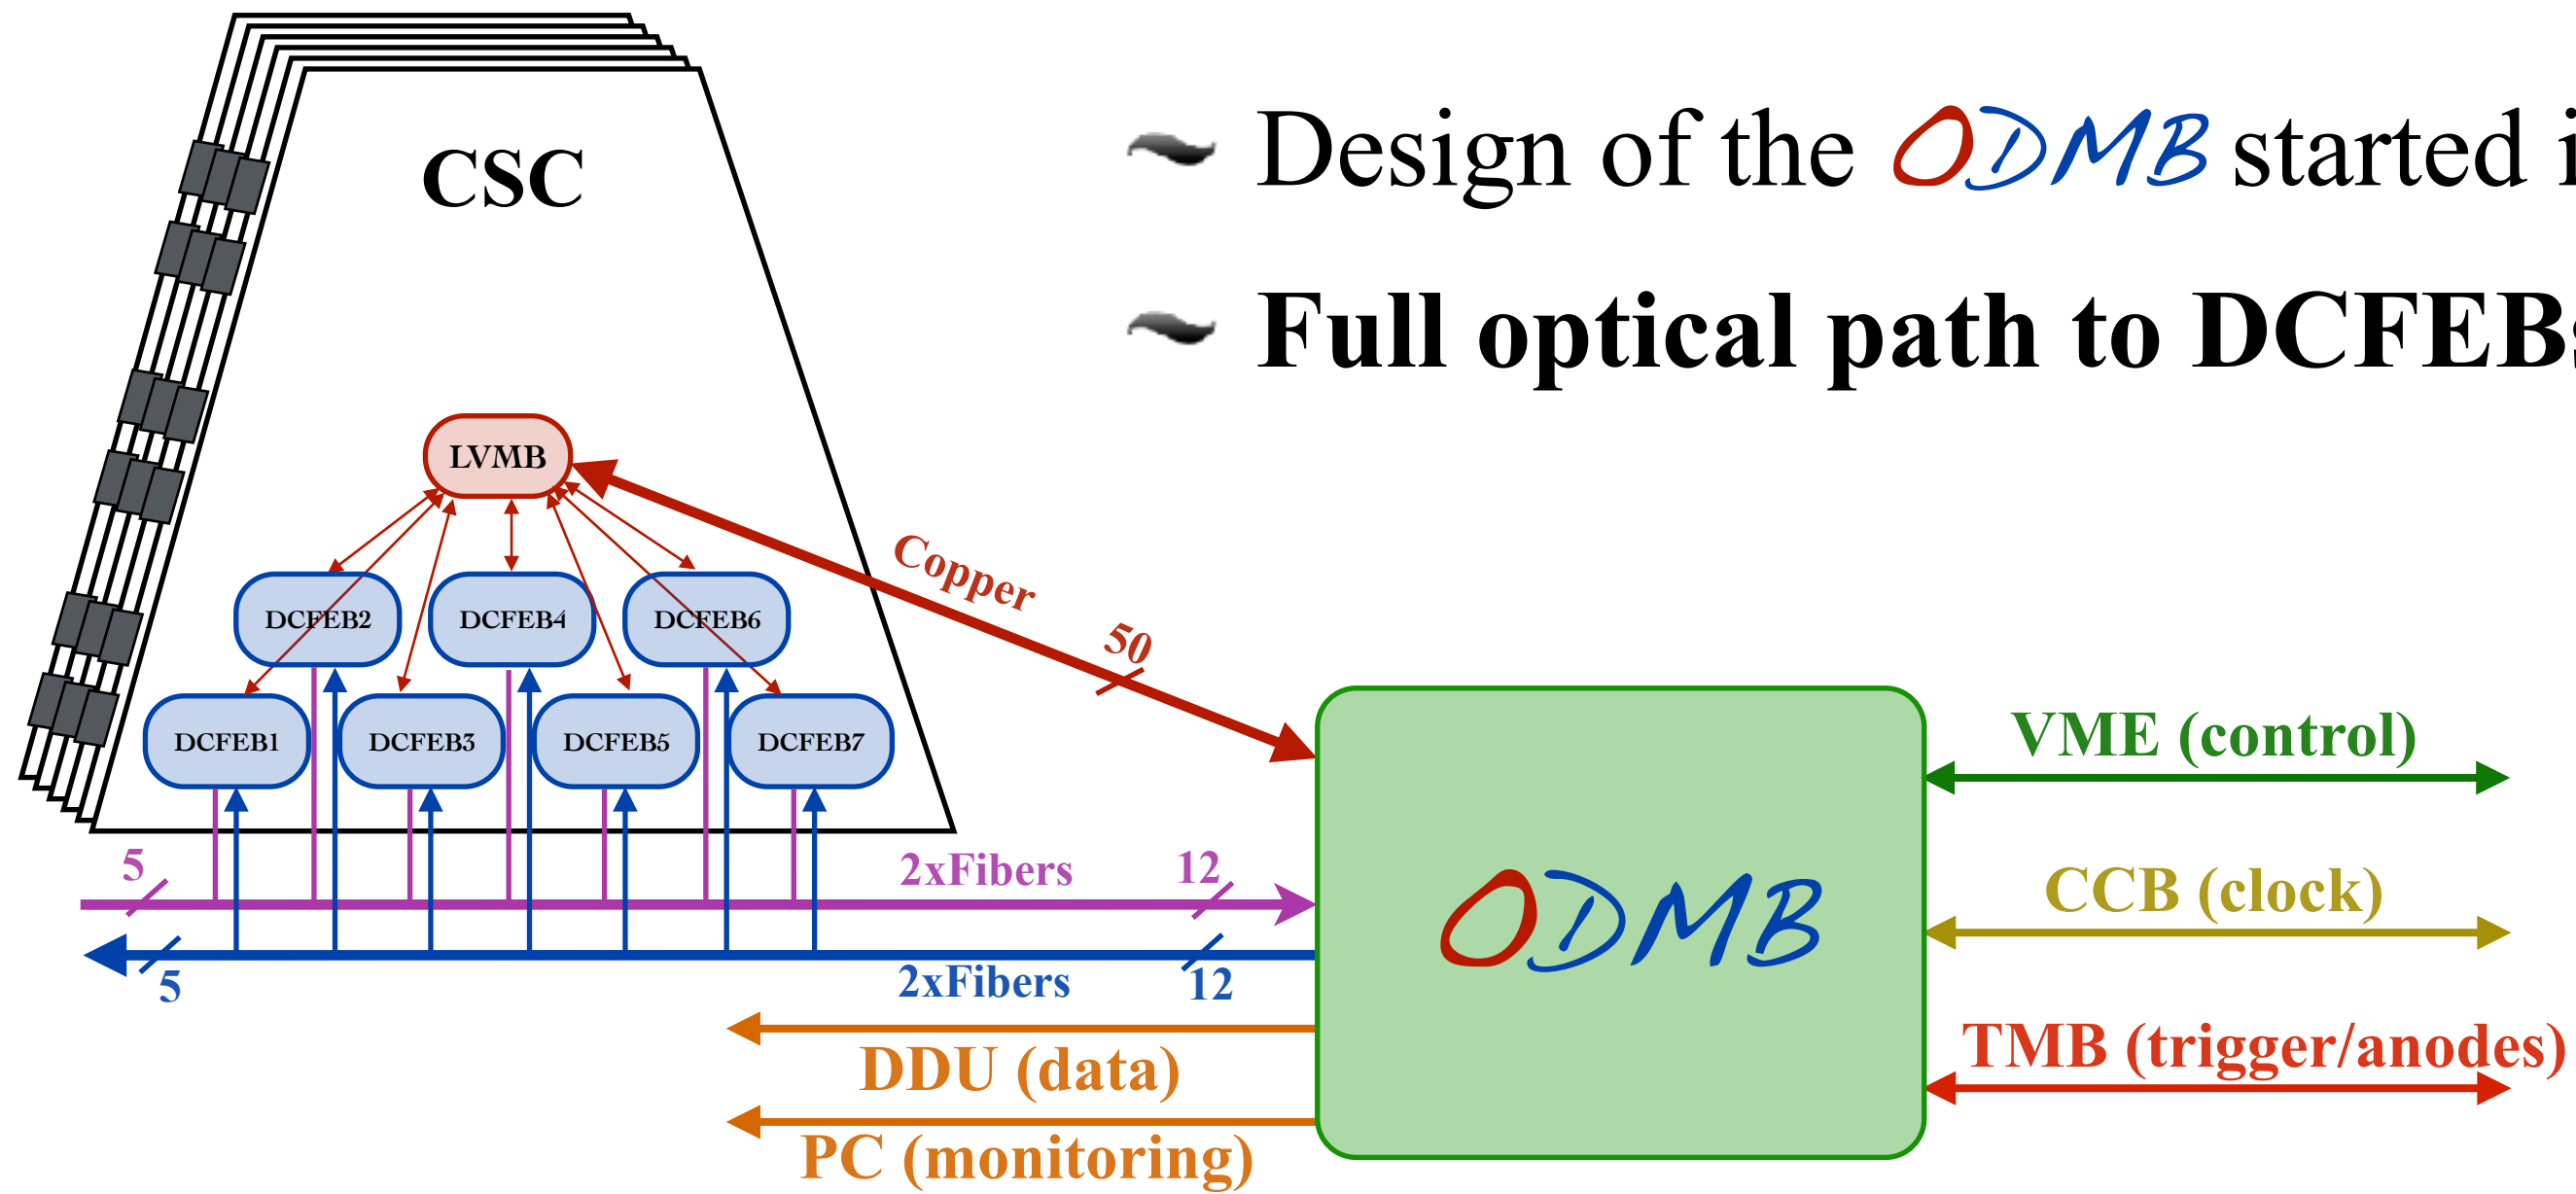 CSC
Design of the ODMB started i
Full optical path to DCFEBs
LVMB
Copper
50
DCFEB2 DCFEB4 DCFEB6
DCFEB1 DCFEB3 DCFEB5 DCFEB7
5 2xFibers 12
5 2xFibers 12
ODMB
DDU (data)
PC (monitoring)
VME (control)
CCB (clock)
TMB (trigger/anodes)